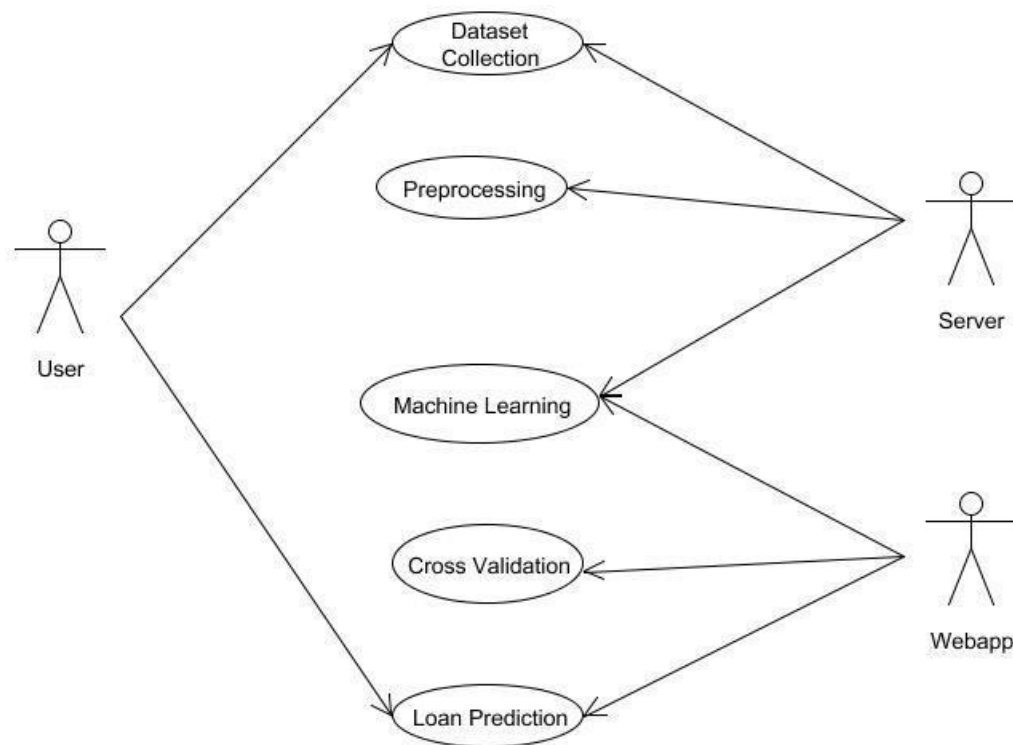 Dataset
Collection
Preprocessing
User
Server
Machine Learning
Cross Validation
Webapp
Loan Prediction